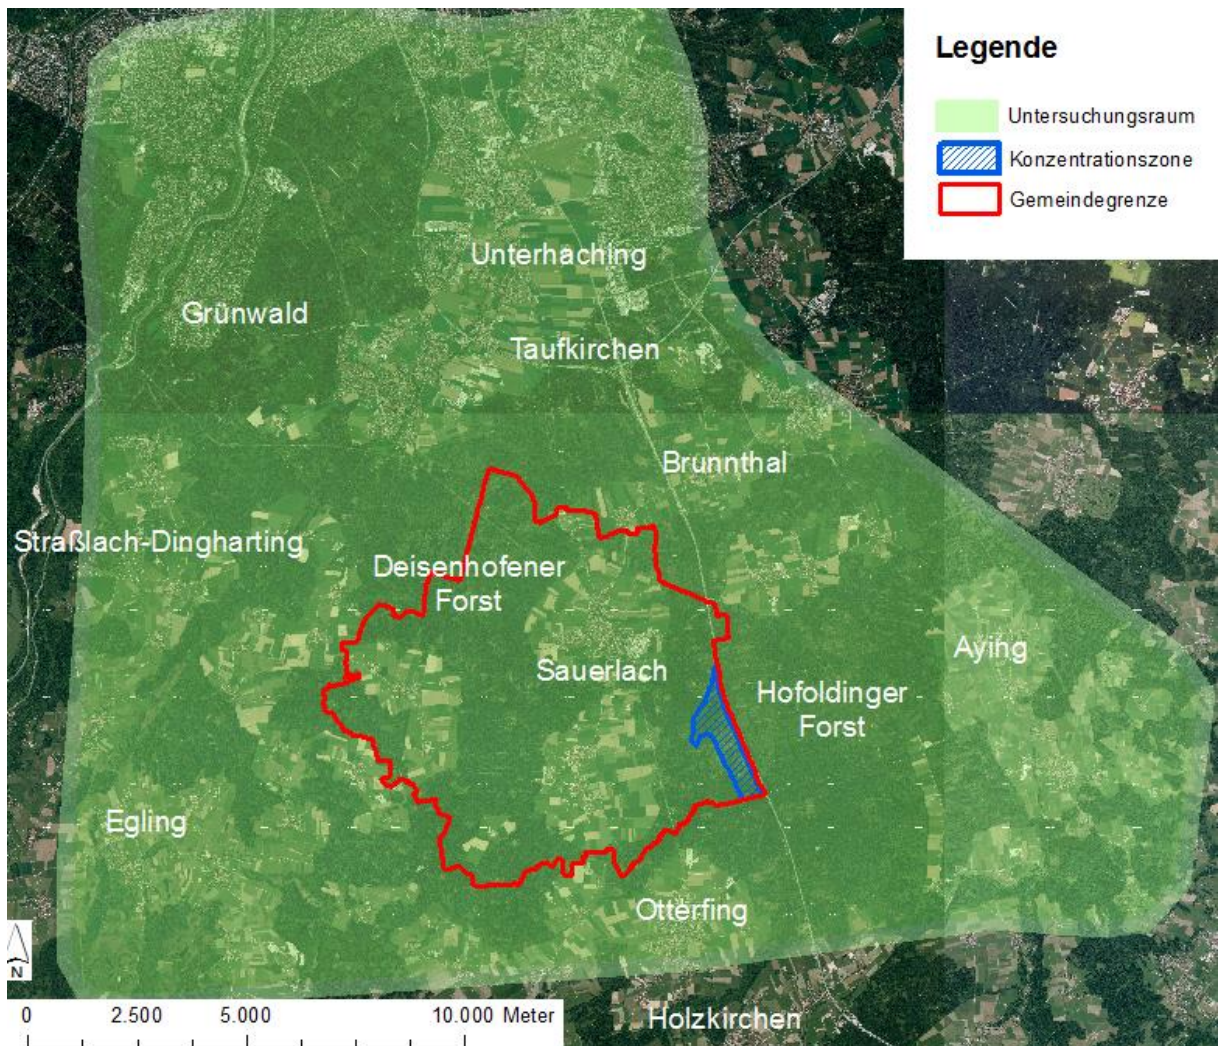 Legende
Untersuchungsraum
Konzentrationszone
Gemeindegrenze
Unterhaching
Grünwald
Taufkirchen
Brunnthal
Straßlach-Dingharting
Deisenhofener
Forst
Aying
Sauerlach
Hofoldinger
Forst
Egling
Otterfing
N
0 2.500 5.000 10.000 Meter
Holzkirchen